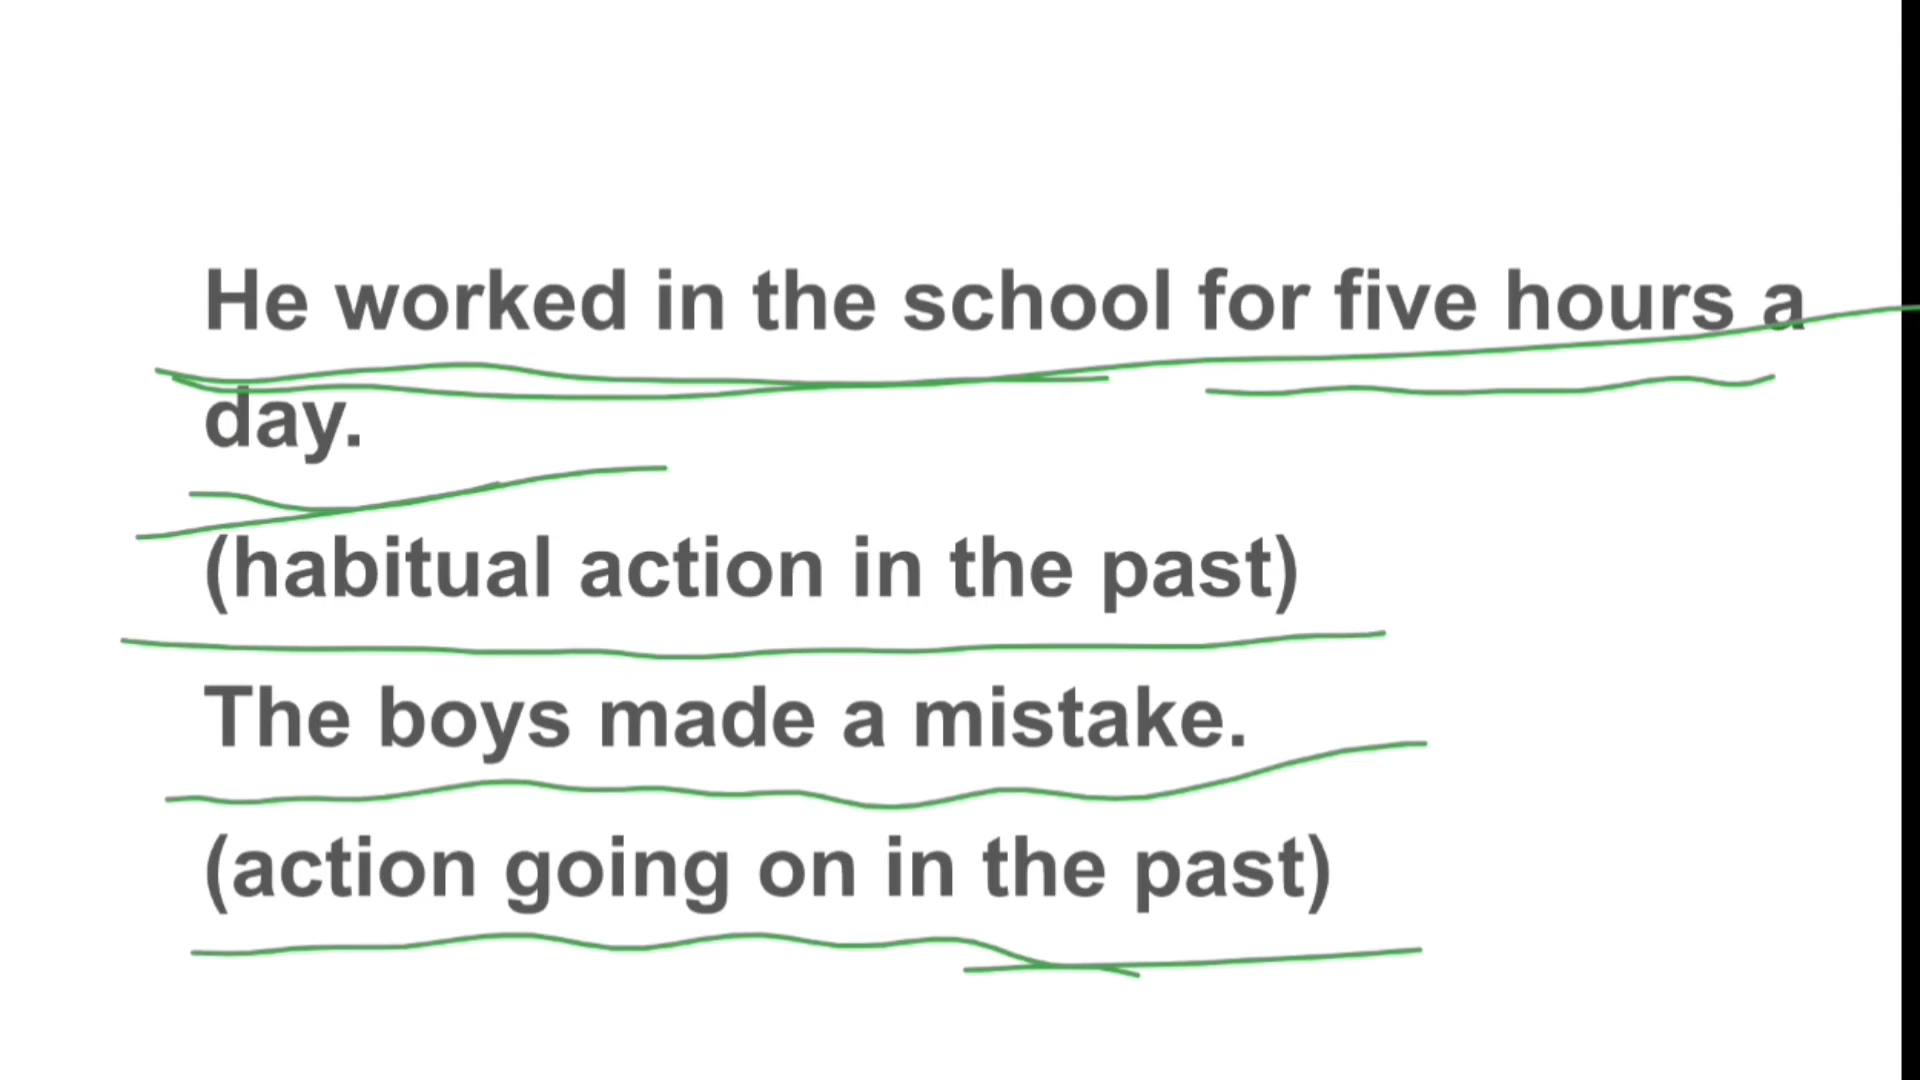 He worked in the school for five hours a
day.
(habitual action in the past)
The boys made a mistake.
(action going on in the past)